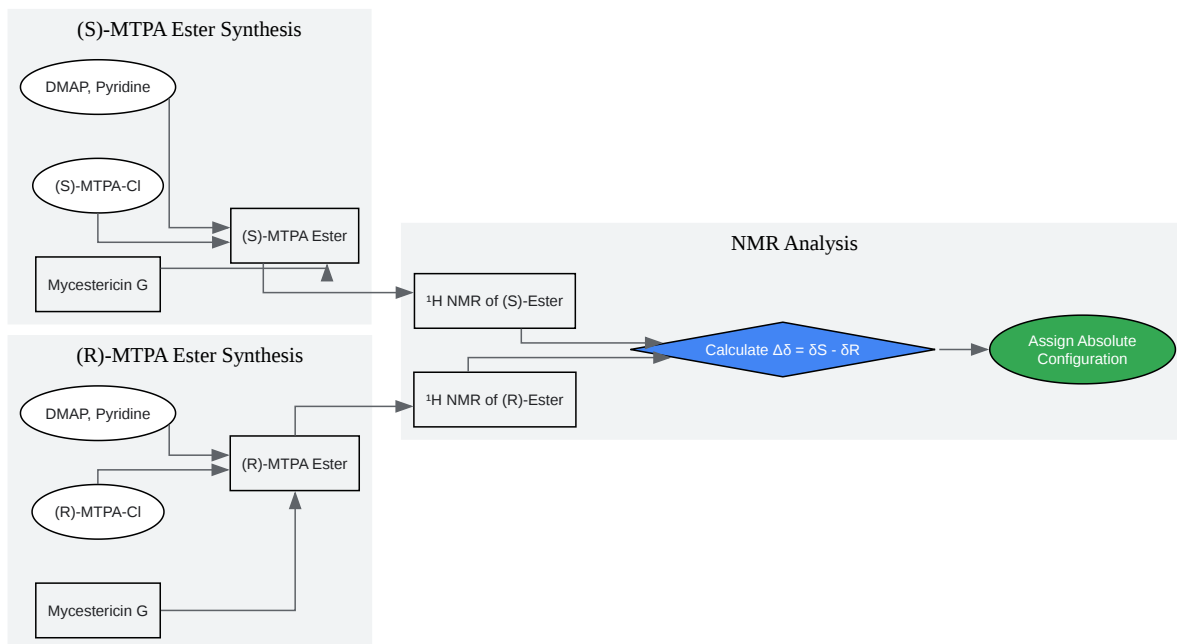 (S)-MTPA Ester Synthesis
DMAP, Pyridine
(S)-MTPA-Cl
(S)-MTPA Ester
Mycestericin G
(R)-MTPA Ester Synthesis
DMAP, Pyridine
(R)-MTPA Ester
(R)-MTPA-Cl
Mycestericin G
NMR Analysis
¹H NMR of (S)-Ester
Calculate Δδ = δS - δR
¹H NMR of (R)-Ester
Assign Absolute
Configuration